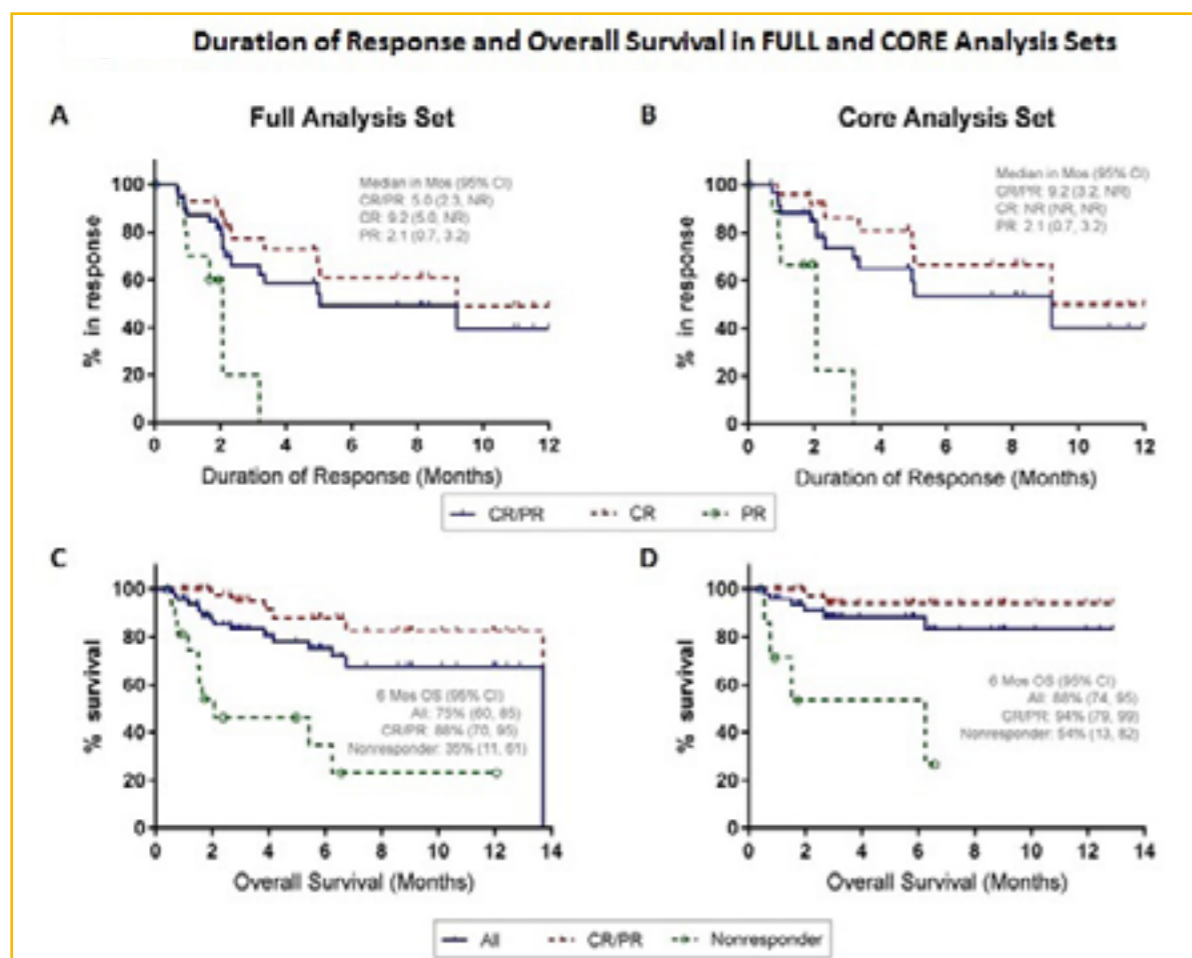 Duration of Response and Overall Survival in FULL and CORE Analysis Sets
A
Full Analysis Set
% in response
100
80
60
40
20
0
Median in Mos (95% CI)
CR/PR: 5.0 (2.3, NR)
CR: 9.2 (5.0, NR)
PR: 2.1 (0.7, 3.2)
0 2 4 6 8 10 12
Duration of Response (Months)
B
Core Analysis Set
% in response
100
80
60
40
20
0
Median in Mos (95% CI)
CR/PR: 9.2 (3.2, NR)
CR: NR (NR, NR)
PR: 2.1 (0.7, 3.2)
0 2 4 6 8 10 12
Duration of Response (Months)
CR/PR CR PR
C
% survival
100
80
60
40
20
0
6 Mos OS (95% CI)
All: 75% (60, 85)
CR/PR: 88% (70, 95)
Nonresponder: 35% (11, 61)
0 2 4 6 8 10 12 14
Overall Survival (Months)
D
% survival
100
80
60
40
20
0
6 Mos OS (95% CI)
All: 88% (74, 95)
CR/PR: 94% (79, 99)
Nonresponder: 54% (13, 82)
0 2 4 6 8 10 12 14
Overall Survival (Months)
All CR/PR Nonresponder